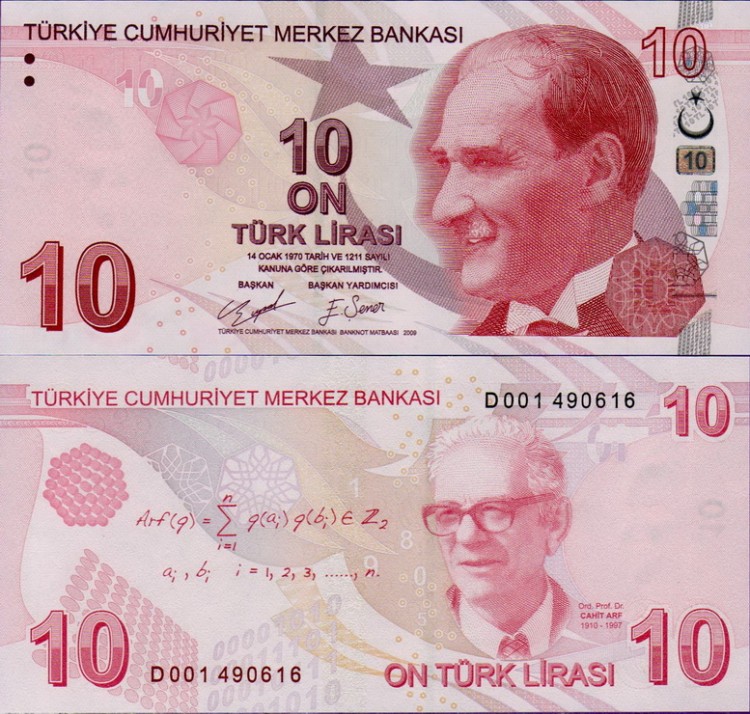 TÜRKİYE CUMHURİYET MERKEZ BANKASI
10
10
10
10
10
ON
TÜRK LİRASI
14 OCAK 1970 TARİH VE 1211 SAYILI
KANUNA GÖRE ÇIKARILMIŞTIR.
BAŞKAN BAŞKAN YARDIMCISI
E. Sener
TÜRKİYE CUMHURİYET MERKEZ BANKASI BANKNOT MATBAASI 2009
10
TÜRKİYE CUMHURİYET MERKEZ BANKASI
D001 490616
10
Arf(q) = n∑i=1 q(aᵢ) q(bᵢ) ∈ ℤ₂
aᵢ, bᵢ i = 1, 2, 3, ......, n.
Ord. Prof. Dr.
CAHİT ARF
1910 - 1997
10
D001 490616
ON TÜRK LİRASI
10